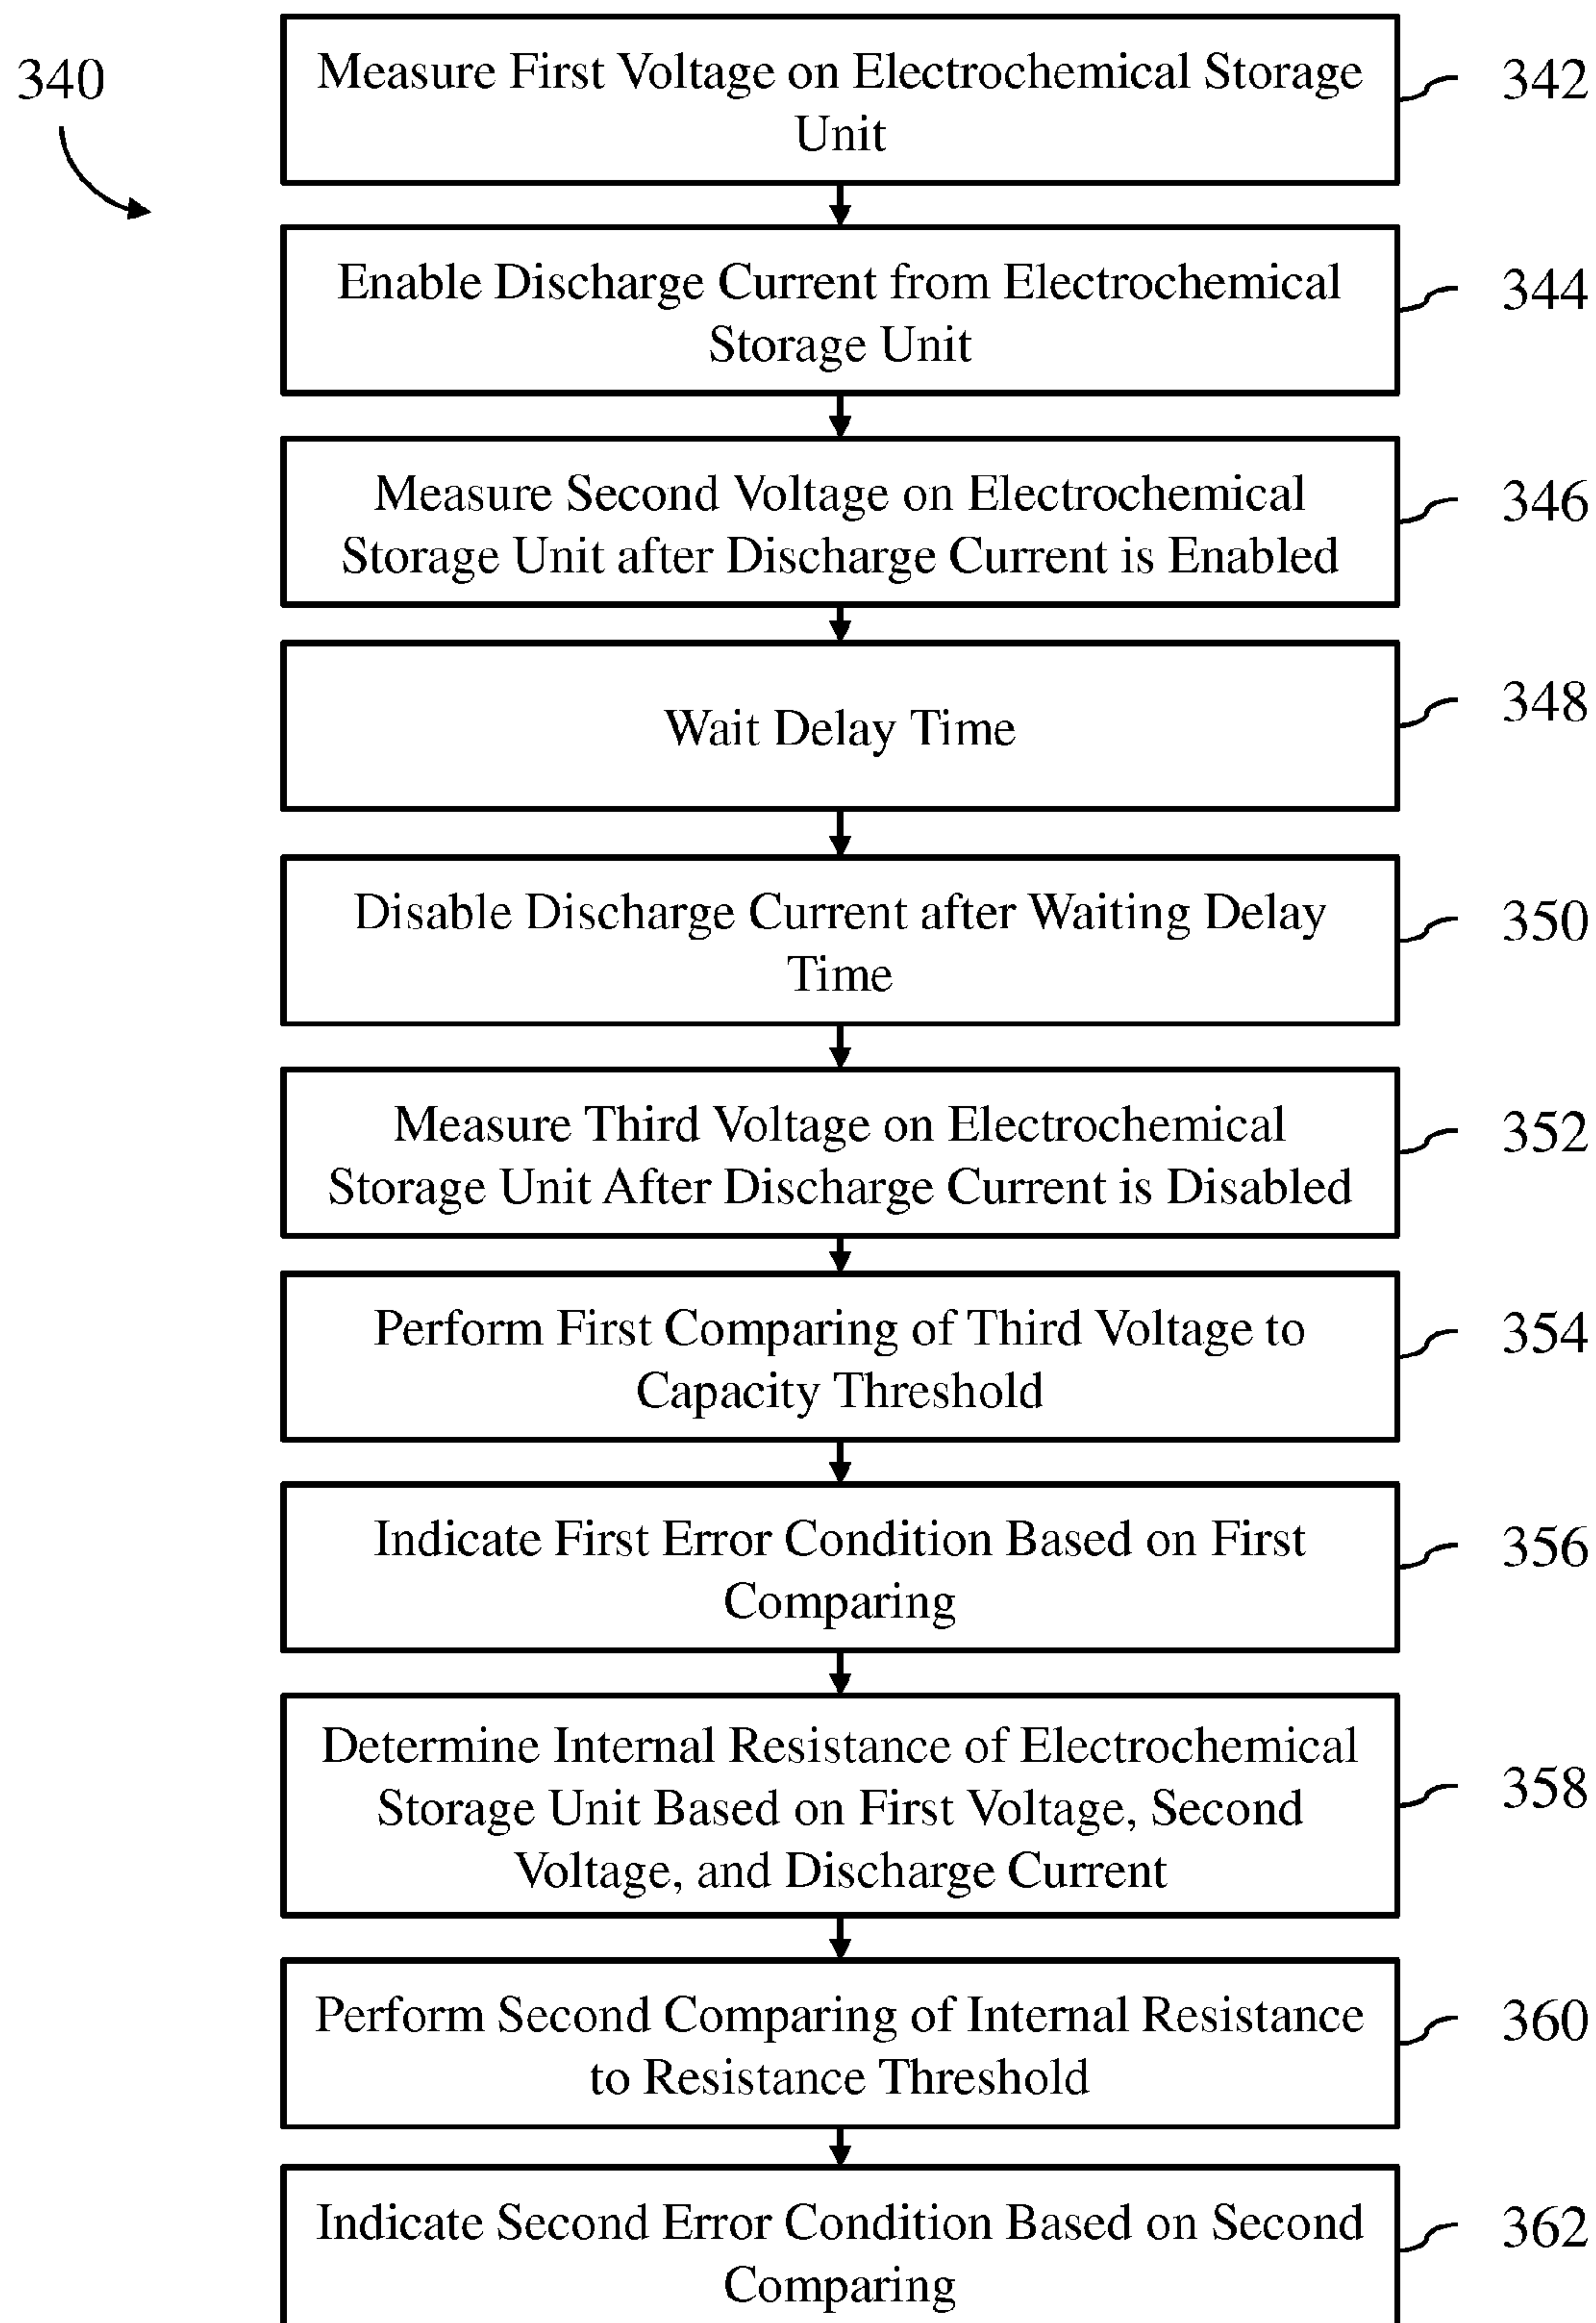 340
Measure First Voltage on Electrochemical Storage
Unit
342
Enable Discharge Current from Electrochemical
Storage Unit
344
Measure Second Voltage on Electrochemical
Storage Unit after Discharge Current is Enabled
346
Wait Delay Time
348
Disable Discharge Current after Waiting Delay
Time
350
Measure Third Voltage on Electrochemical
Storage Unit After Discharge Current is Disabled
352
Perform First Comparing of Third Voltage to
Capacity Threshold
354
Indicate First Error Condition Based on First
Comparing
356
Determine Internal Resistance of Electrochemical
Storage Unit Based on First Voltage, Second
Voltage, and Discharge Current
358
Perform Second Comparing of Internal Resistance
to Resistance Threshold
360
Indicate Second Error Condition Based on Second
Comparing
362